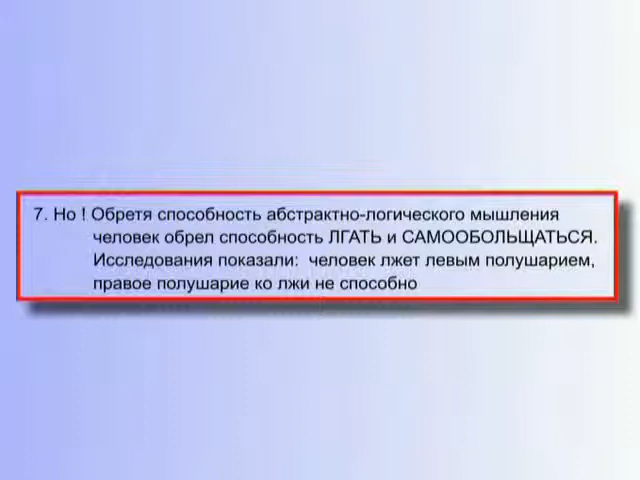 7. Но ! Обретя способность абстрактно-логического мышления
человек обрел способность ЛГАТЬ и САМООБОЛЬЩАТЬСЯ.
Исследования показали: человек лжет левым полушарием,
правое полушарие ко лжи не способно